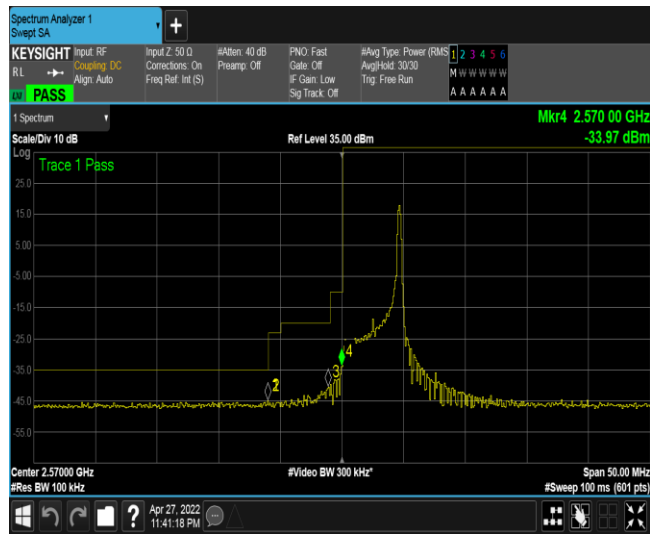 Spectrum Analyzer 1
Swept SA
+
KEYSIGHT
RL
Input: RF
Coupling: DC
Align: Auto
Input Z: 50 Ω
Corrections: On
Freq Ref: Int (S)
#Atten: 40 dB
Preamp: Off
PNO: Fast
Gate: Off
IF Gain: Low
Sig Track: Off
#Avg Type: Power (RMS
Avg|Hold: 30/30
Trig: Free Run
1 2 3 4 5 6
M W W W W W
A A A A A A
PASS
1 Spectrum
Mkr4 2.570 00 GHz
Scale/Div 10 dB
Ref Level 35.00 dBm
-33.97 dBm
Log
Trace 1 Pass
25.0
15.0
5.00
-5.00
-15.0
-25.0
-35.0
-45.0
-55.0
2
3
4
Center 2.57000 GHz
#Video BW 300 kHz*
Span 50.00 MHz
#Res BW 100 kHz
#Sweep 100 ms (601 pts)
?
Apr 27, 2022
11:41:18 PM